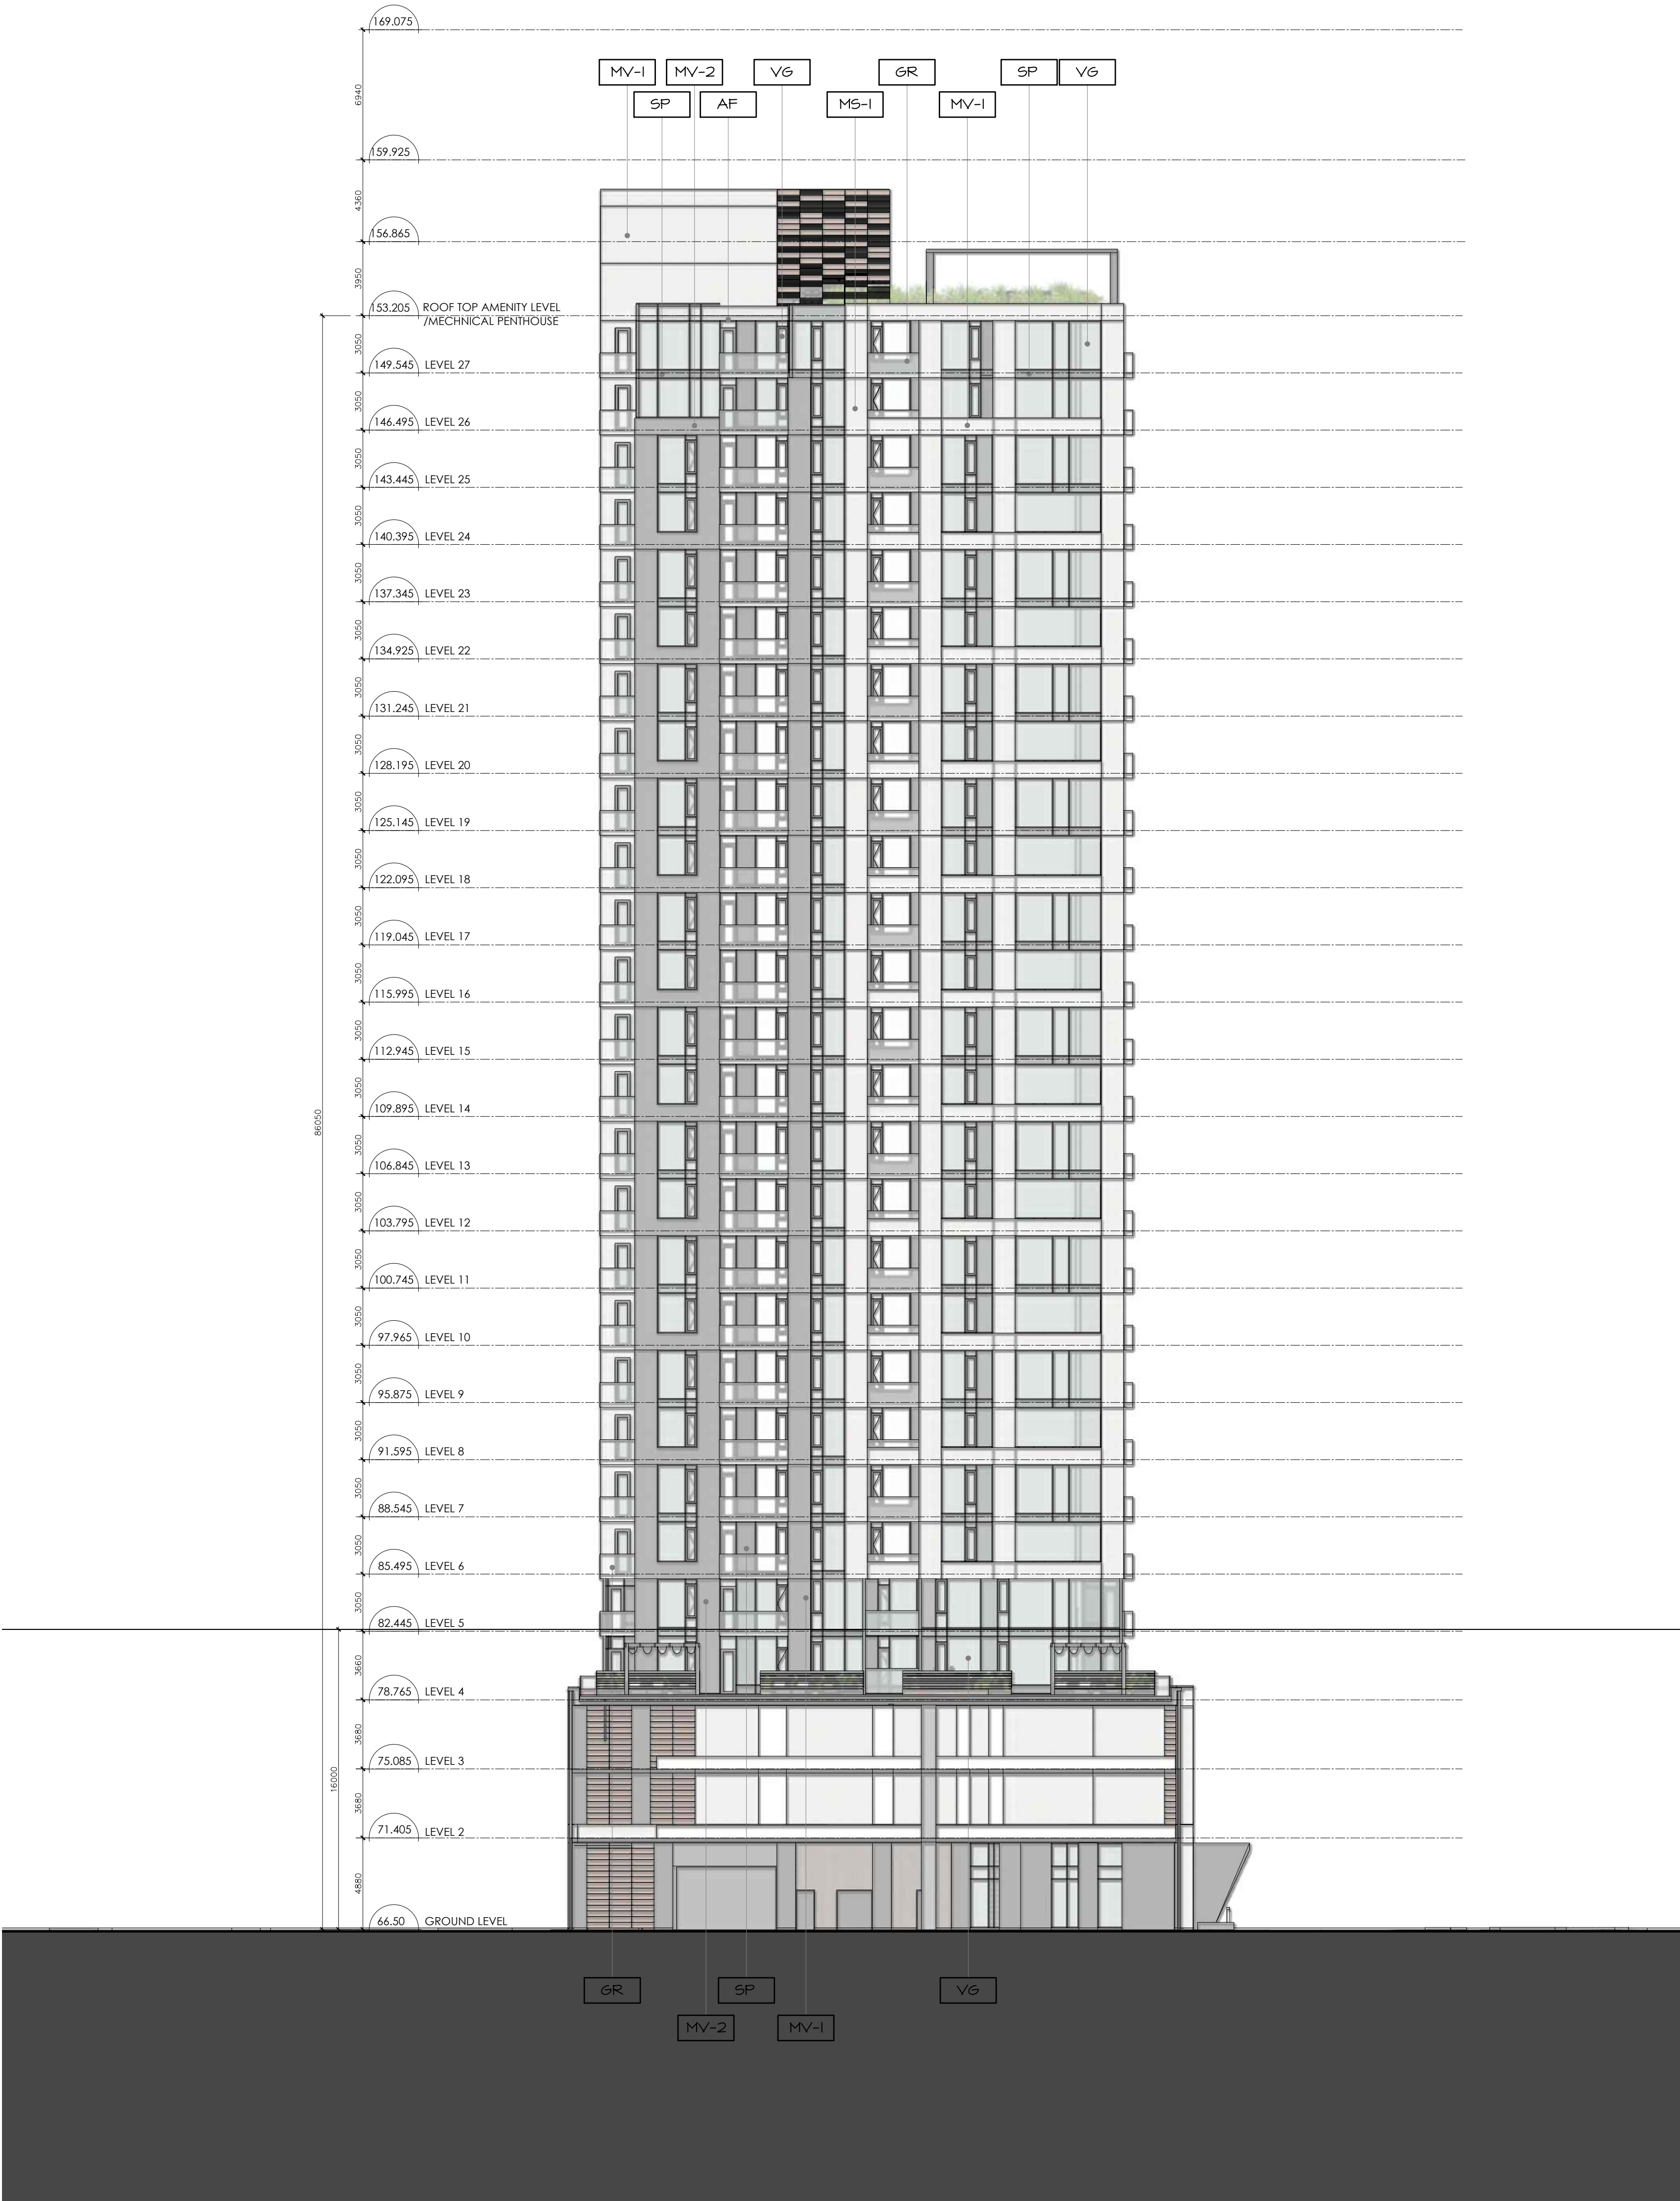 169.075
MV-1 MV-2 VG GR SP VG
SP AF MS-1 MV-1
6940
159.925
4360
156.865
3950
153.205 ROOF TOP AMENITY LEVEL
/MECHNICAL PENTHOUSE
3050
149.545 LEVEL 27
3050
146.495 LEVEL 26
3050
143.445 LEVEL 25
3050
140.395 LEVEL 24
3050
137.345 LEVEL 23
3050
134.925 LEVEL 22
3050
131.245 LEVEL 21
3050
128.195 LEVEL 20
3050
125.145 LEVEL 19
3050
122.095 LEVEL 18
3050
119.045 LEVEL 17
3050
115.995 LEVEL 16
3050
112.945 LEVEL 15
3050
109.895 LEVEL 14
86050
3050
106.845 LEVEL 13
3050
103.795 LEVEL 12
3050
100.745 LEVEL 11
3050
97.965 LEVEL 10
3050
95.875 LEVEL 9
3050
91.595 LEVEL 8
3050
88.545 LEVEL 7
3050
85.495 LEVEL 6
3050
82.445 LEVEL 5
3660
78.765 LEVEL 4
3680
75.085 LEVEL 3
16000
3680
71.405 LEVEL 2
4880
66.50 GROUND LEVEL
GR SP VG
MV-2 MV-1